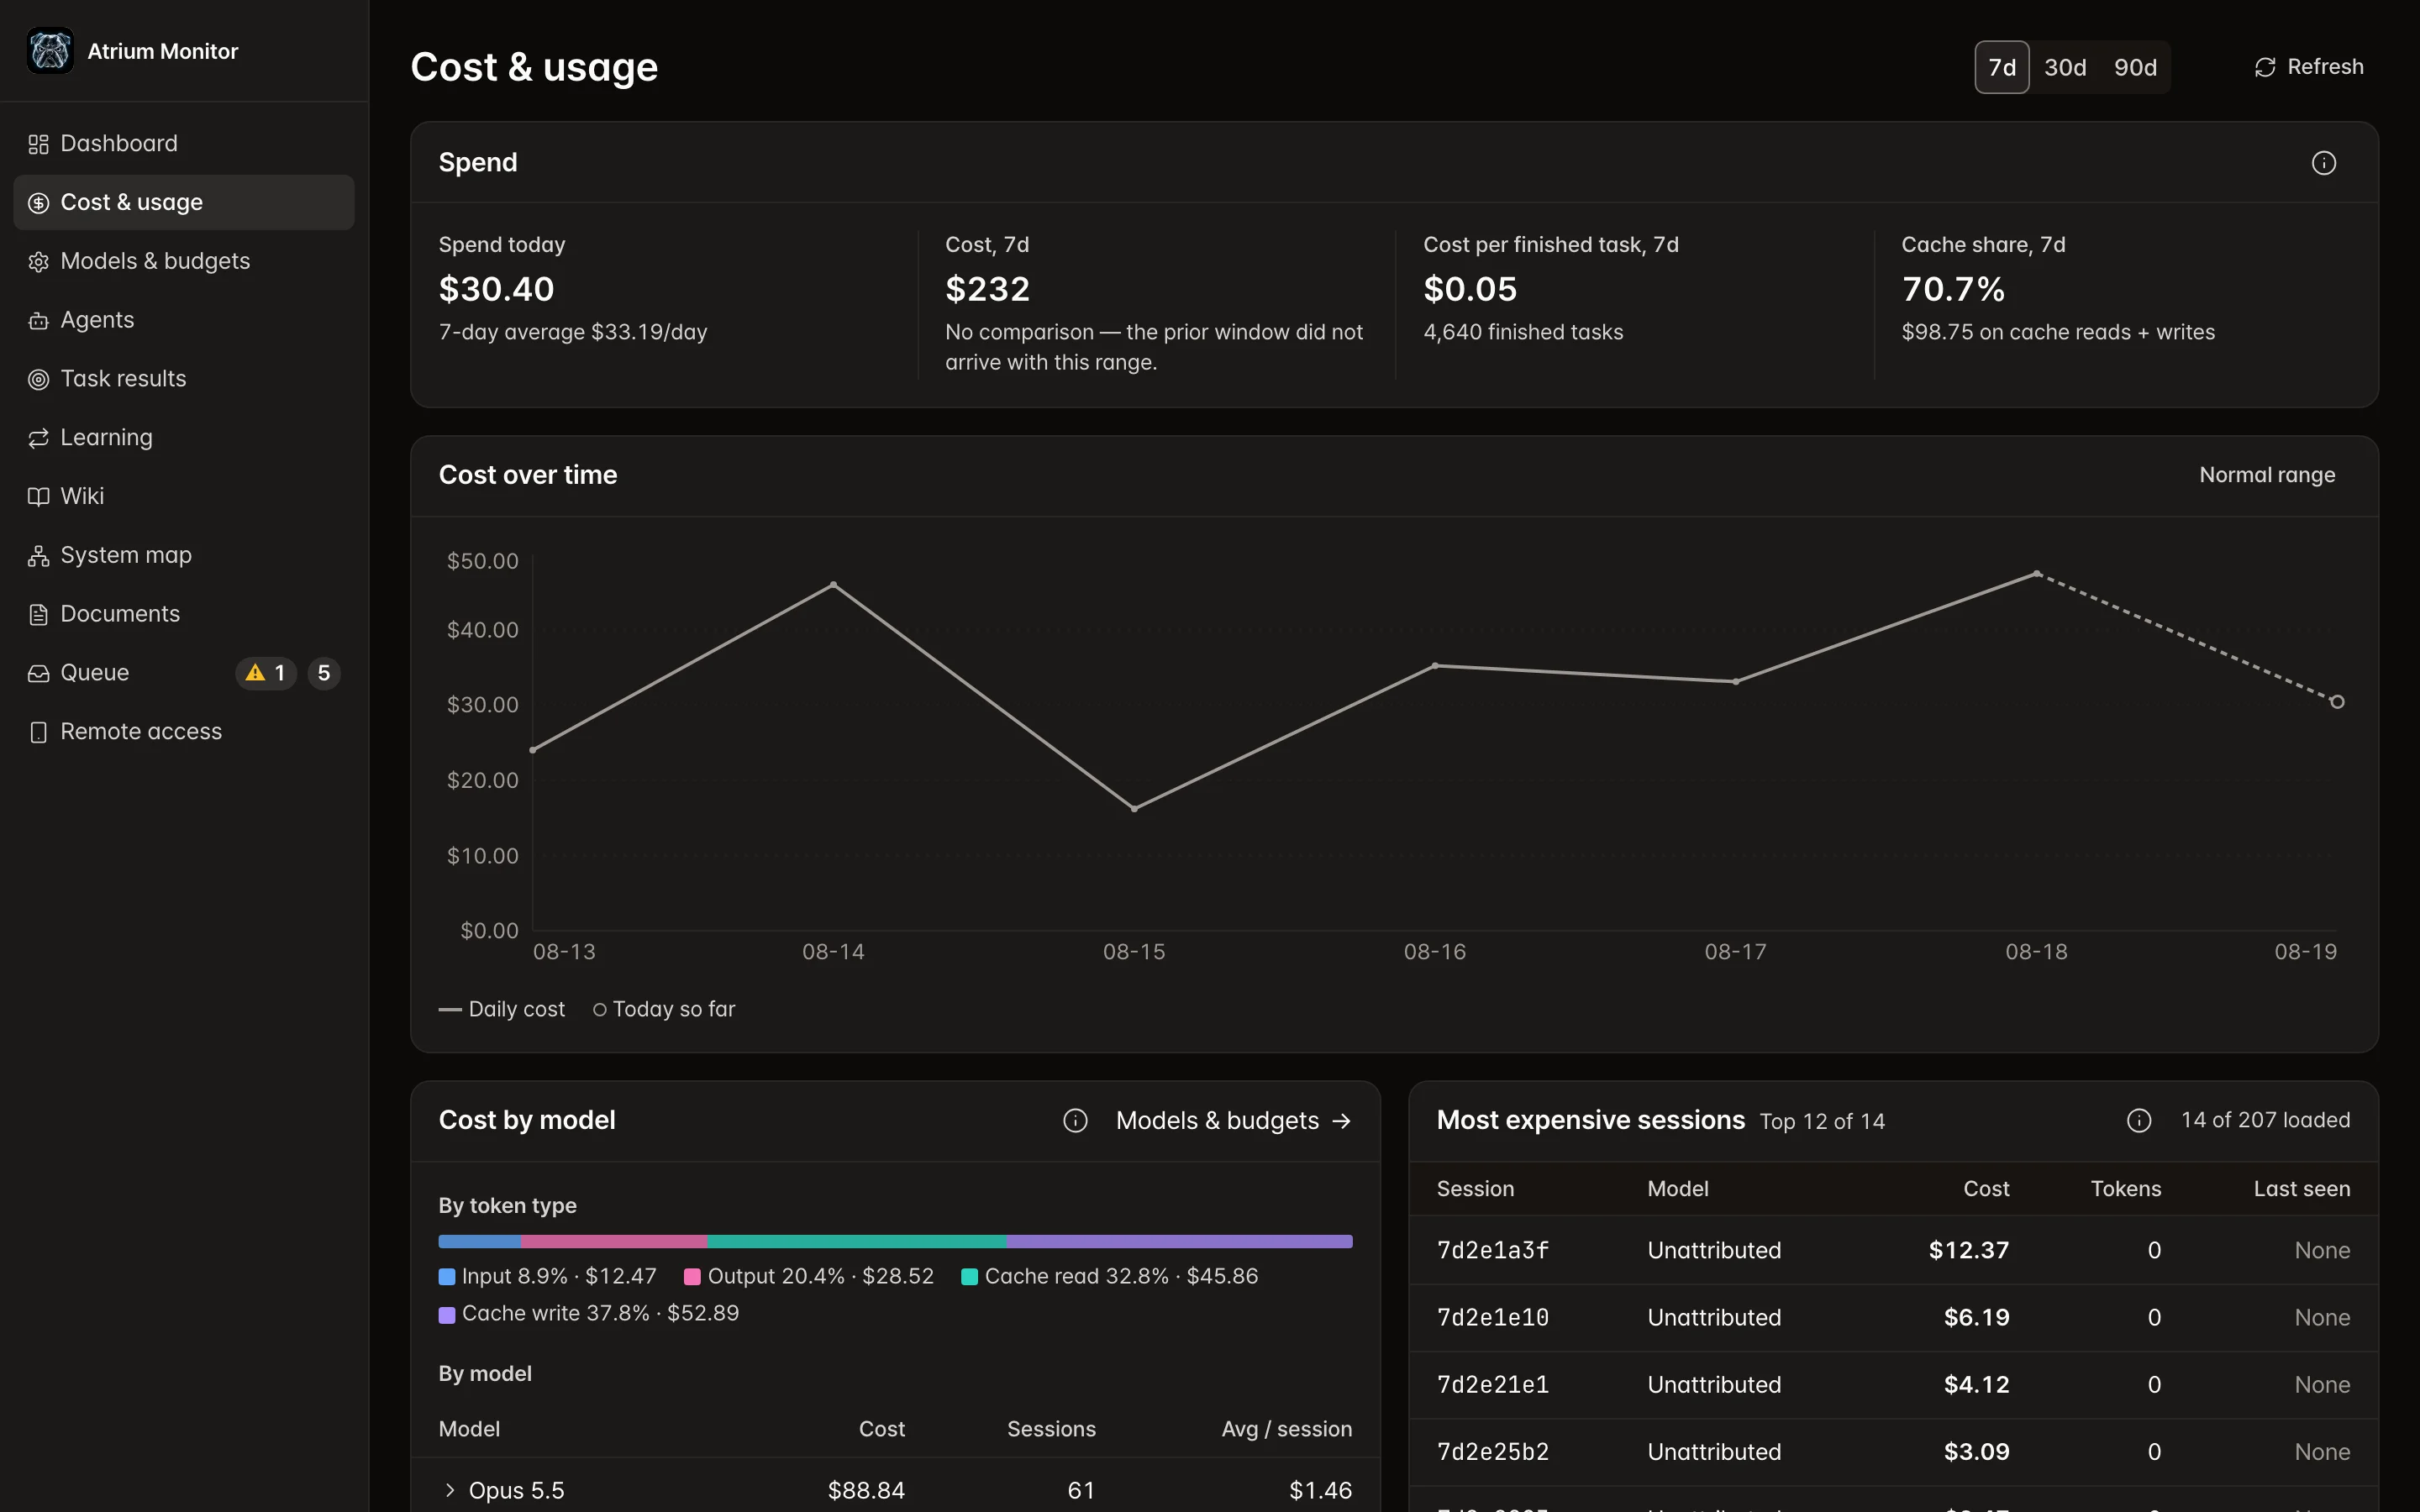 Atrium Monitor
Dashboard
Cost & usage
Models & budgets
Agents
Task results
Learning
Wiki
System map
Documents
Queue 1 5
Remote access
Cost & usage
7d 30d 90d
Refresh
Spend
Spend today
$30.40
7-day average $33.19/day
Cost, 7d
$232
No comparison — the prior window did not
arrive with this range.
Cost per finished task, 7d
$0.05
4,640 finished tasks
Cache share, 7d
70.7%
$98.75 on cache reads + writes
Cost over time
Normal range
$50.00
$40.00
$30.00
$20.00
$10.00
$0.00
08-13 08-14 08-15 08-16 08-17 08-18 08-19
Daily cost Today so far
Cost by model
Models & budgets →
By token type
Input 8.9% · $12.47 Output 20.4% · $28.52 Cache read 32.8% · $45.86
Cache write 37.8% · $52.89
By model
Model Cost Sessions Avg / session
Opus 5.5 $88.84 61 $1.46
Most expensive sessions Top 12 of 14
14 of 207 loaded
Session Model Cost Tokens Last seen
7d2e1a3f Unattributed $12.37 0 None
7d2e1e10 Unattributed $6.19 0 None
7d2e21e1 Unattributed $4.12 0 None
7d2e25b2 Unattributed $3.09 0 None